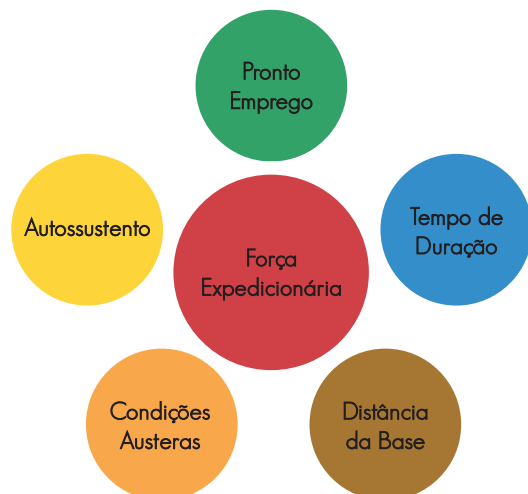 Pronto
Emprego
Autossustento
Tempo de
Duração
Força
Expedicionária
Condições
Austeras
Distância
da Base